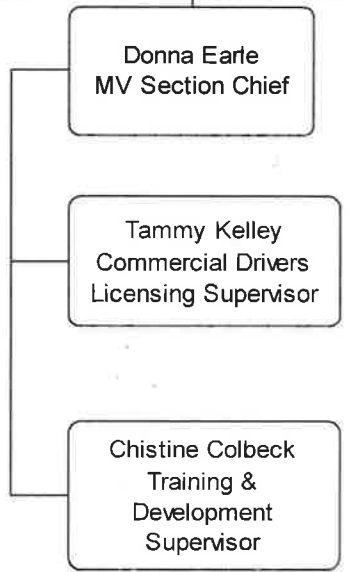 Donna Earle
MV Section Chief
Tammy Kelley
Commercial Drivers
Licensing Supervisor
Chistine Colbeck
Training &
Development
Supervisor